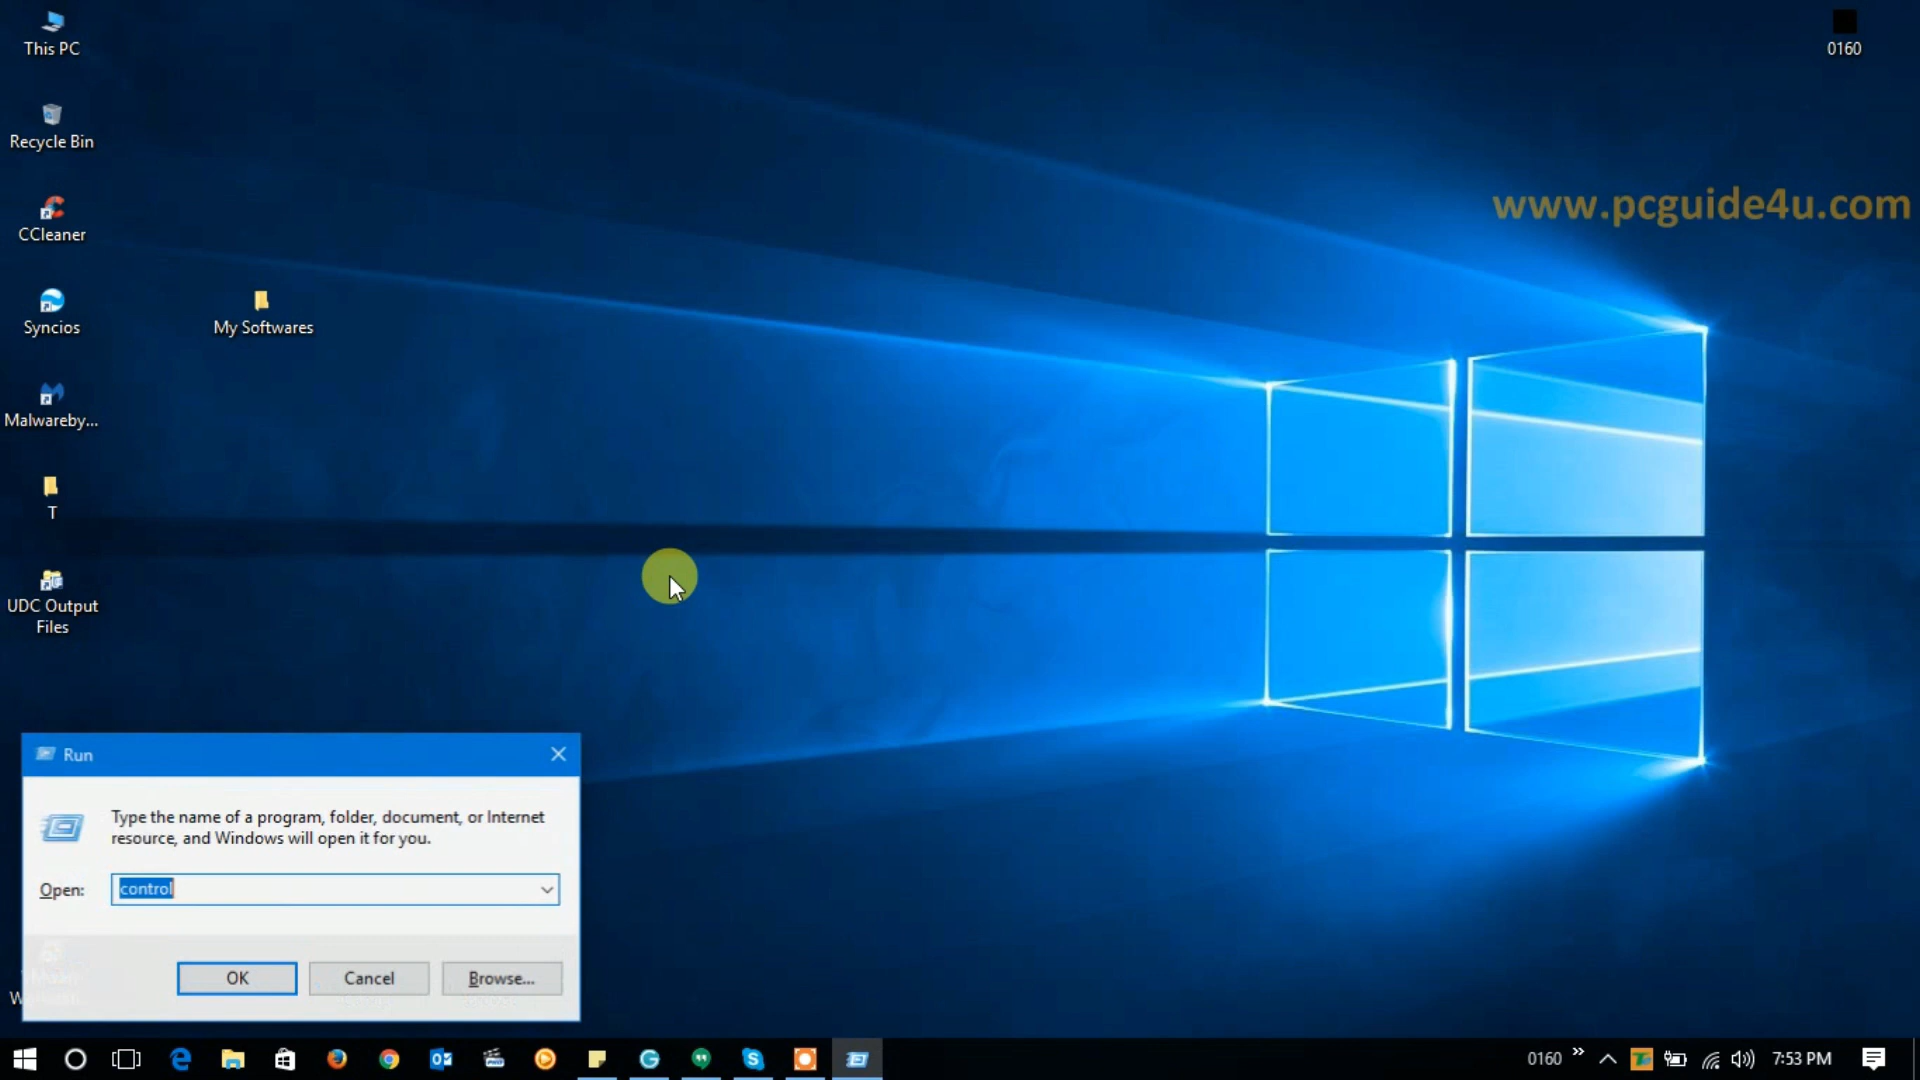 This PC
0160
Recycle Bin
www.pcguide4u.com
CCleaner
Syncios
My Softwares
Malwareby...
T
UDC Output
Files
Run
Type the name of a program, folder, document, or Internet
resource, and Windows will open it for you.
Open:
control
OK
Cancel
Browse...
0160
7:53 PM